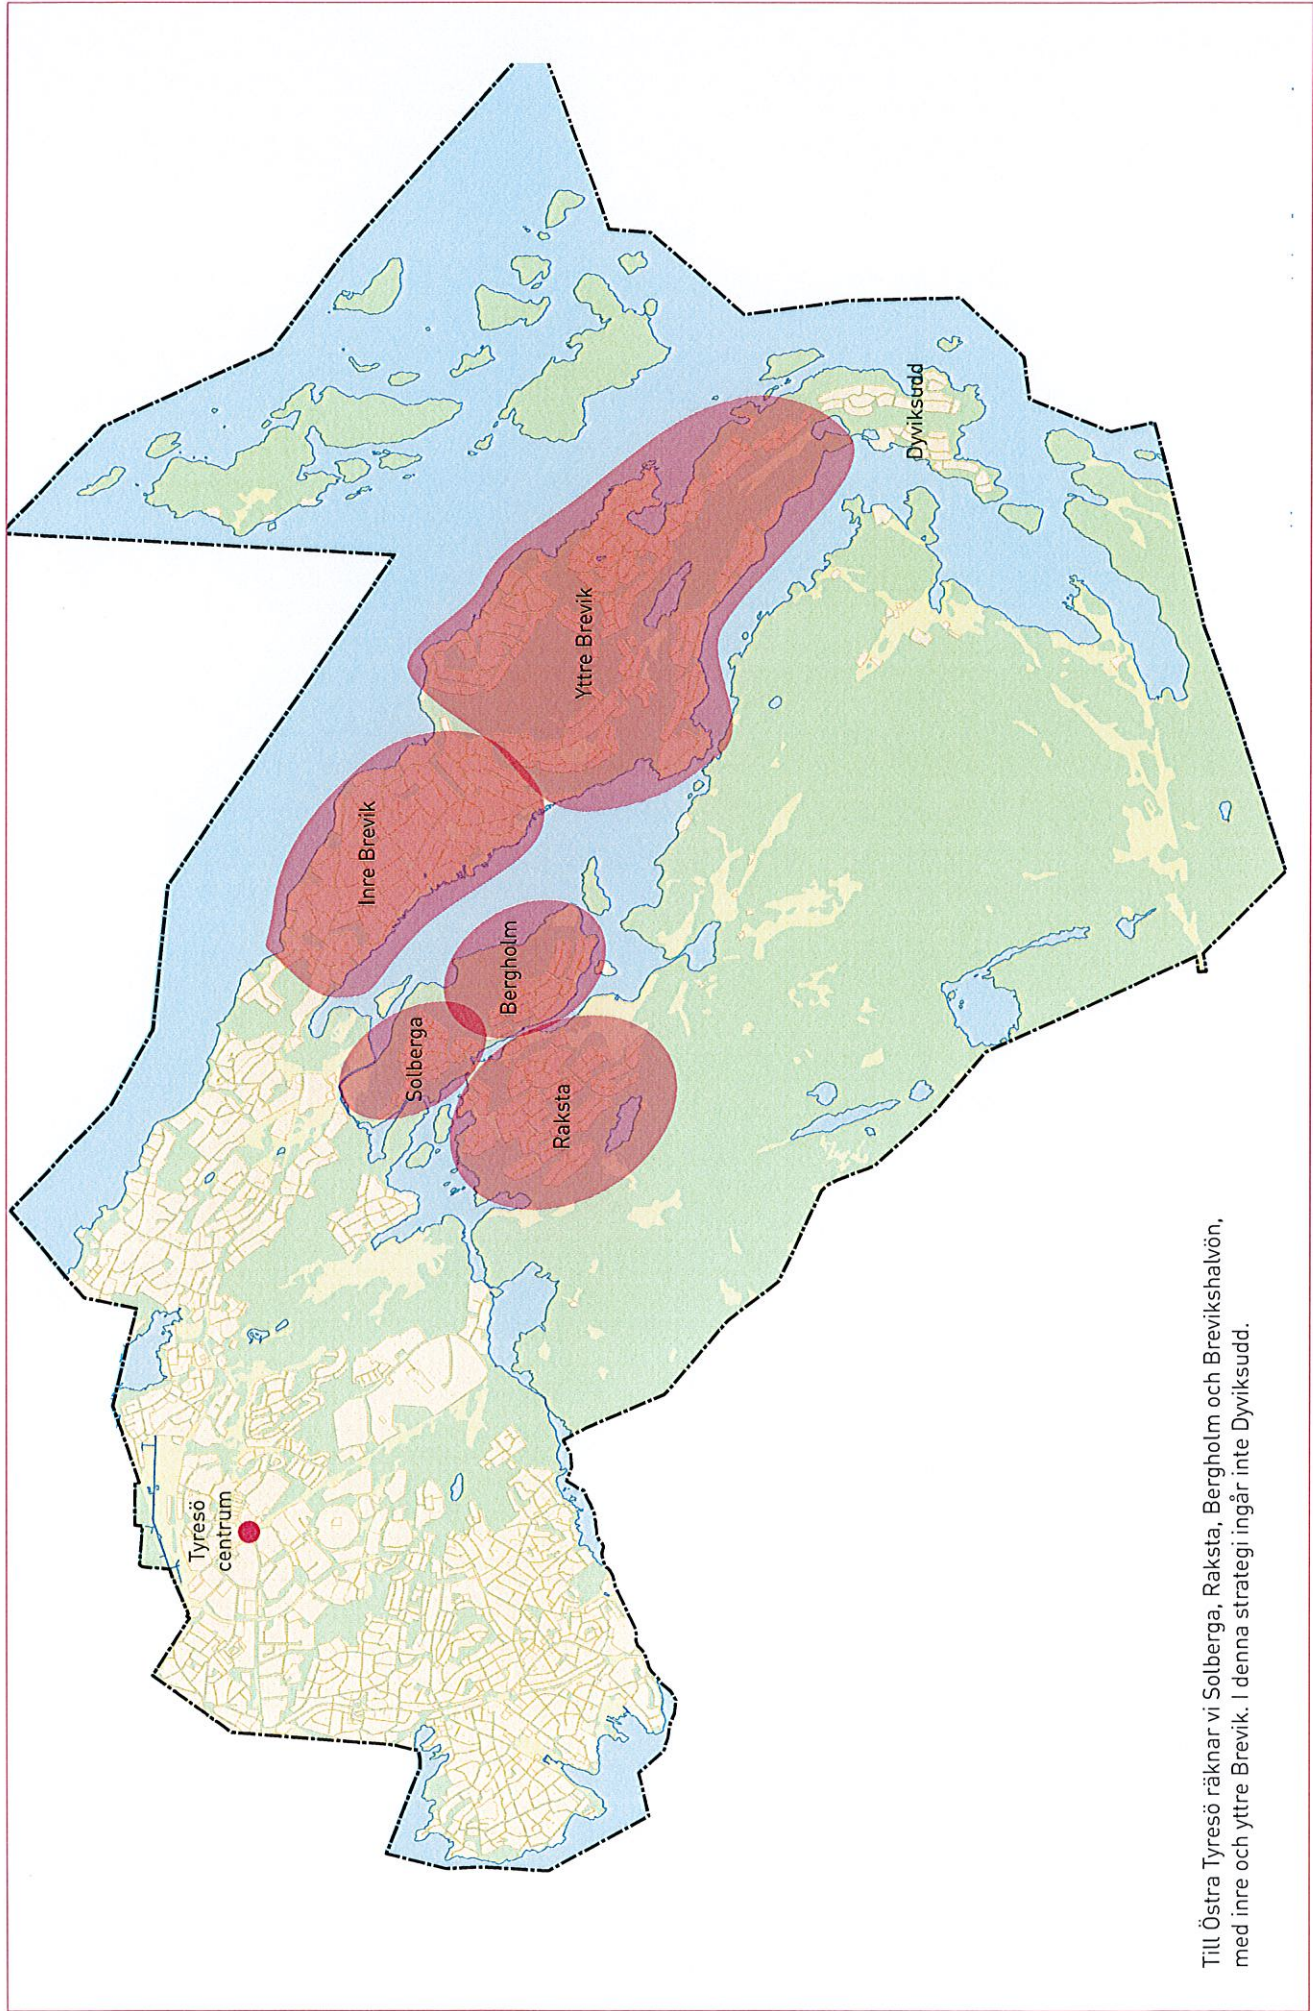 Tyresö
centrum
Solberga
Raksta
Bergholm
Inre Brevik
Yttre Brevik
Dyviksudd
Till Östra Tyresö räknar vi Solberga, Raksta, Bergholm och Brevikshalvön,
med inre och yttre Brevik. I denna strategi ingår inte Dyviksudd.